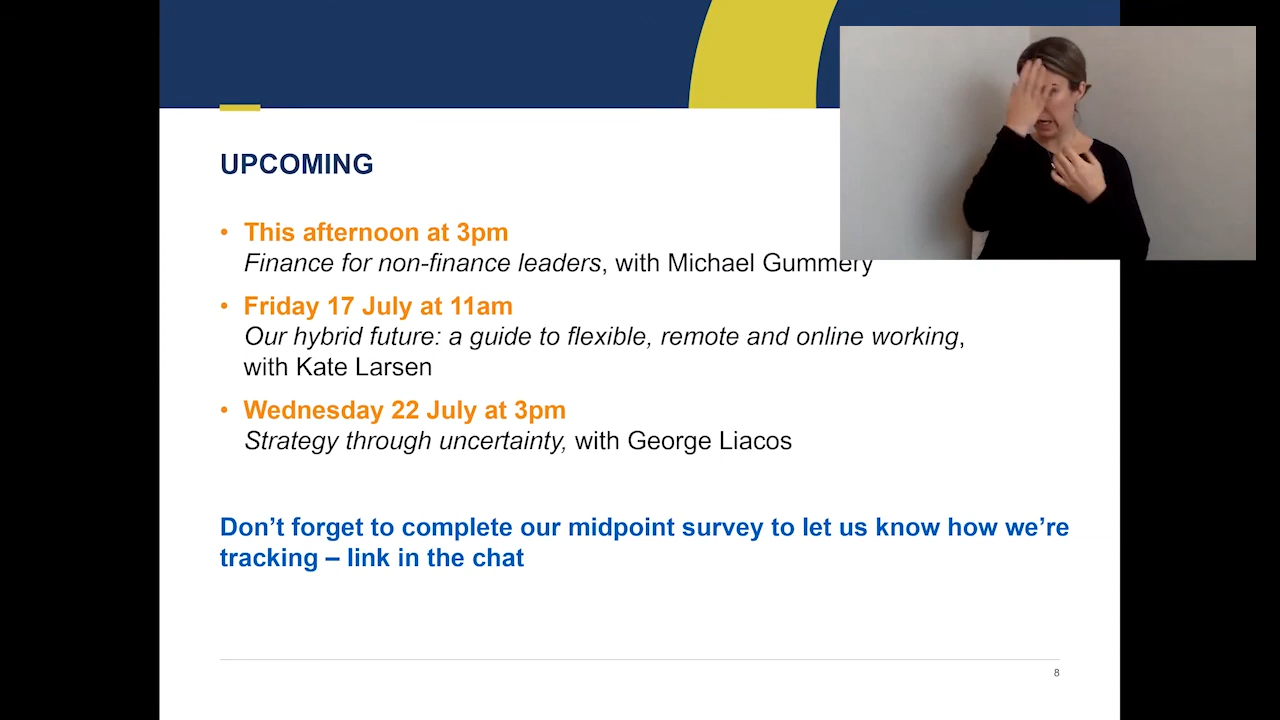 UPCOMING
• This afternoon at 3pm
Finance for non-finance leaders, with Michael Gummery
• Friday 17 July at 11am
Our hybrid future: a guide to flexible, remote and online working,
with Kate Larsen
• Wednesday 22 July at 3pm
Strategy through uncertainty, with George Liacos
Don’t forget to complete our midpoint survey to let us know how we’re
tracking – link in the chat
8